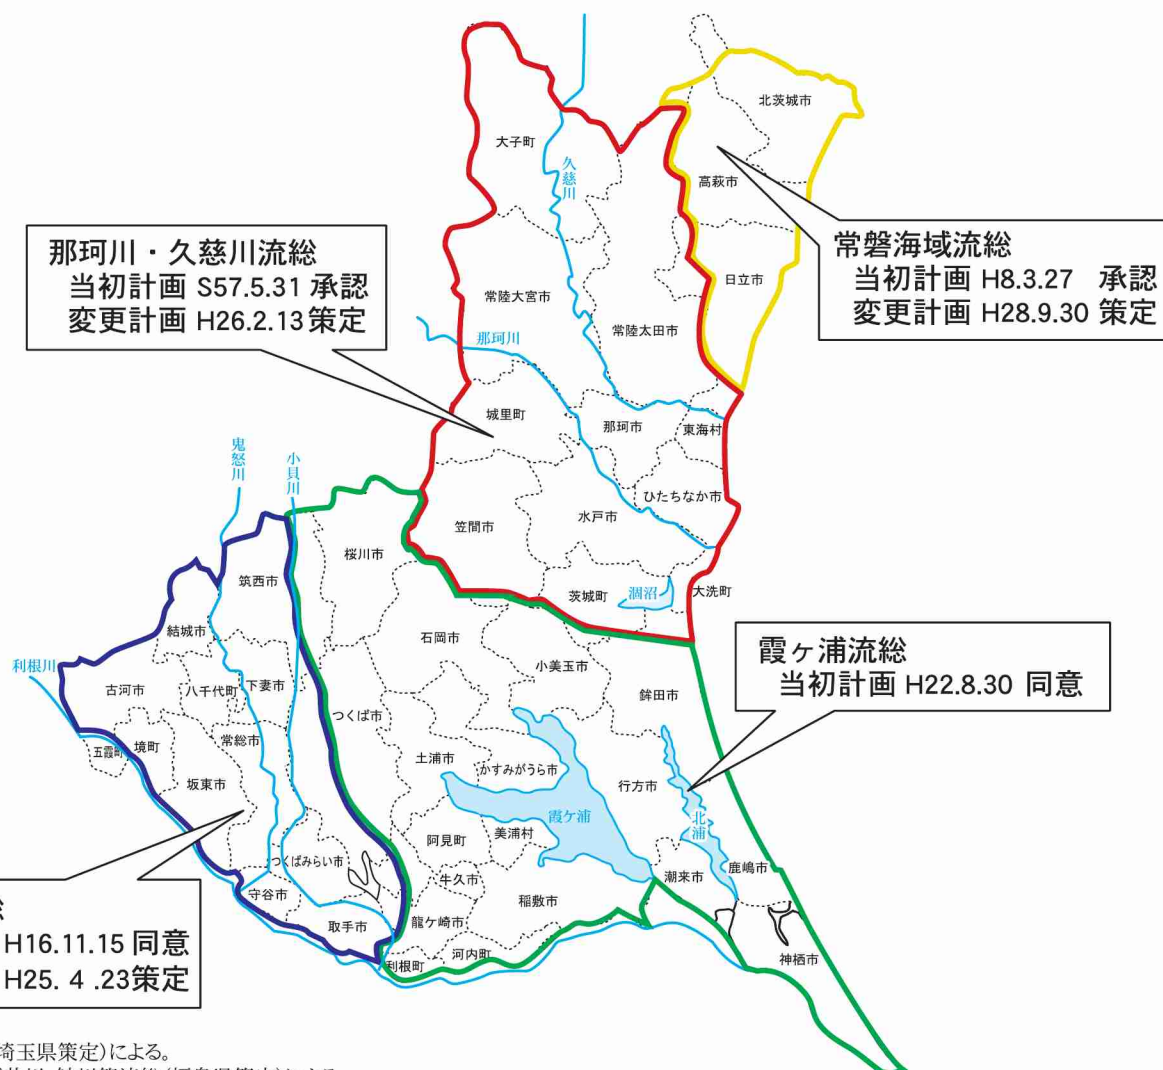 北茨城市
大子町
久慈川
高萩市
那珂川・久慈川流総
当初計画 S57.5.31 承認
変更計画 H26.2.13策定
常磐海域流総
当初計画 H8.3.27 承認
変更計画 H28.9.30 策定
日立市
常陸大宮市
常陸太田市
那珂川
城里町
那珂市
東海村
鬼怒川
小貝川
ひたちなか市
水戸市
笠間市
桜川市
筑西市
茨城町
涸沼
大洗町
結城市
石岡市
小美玉市
霞ヶ浦流総
当初計画 H22.8.30 同意
利根川
古河市
八千代町
下妻市
鉾田市
つくば市
五霞町
境町
常総市
土浦市
かすみがうら市
坂東市
行方市
霞ケ浦
北浦
阿見町
美浦村
つくばみらい市
牛久市
潮来市
鹿嶋市
守谷市
稲敷市
取手市
龍ケ崎市
河内町
利根町
神栖市
H16.11.15 同意
H25. 4 .23策定
埼玉県策定)による。